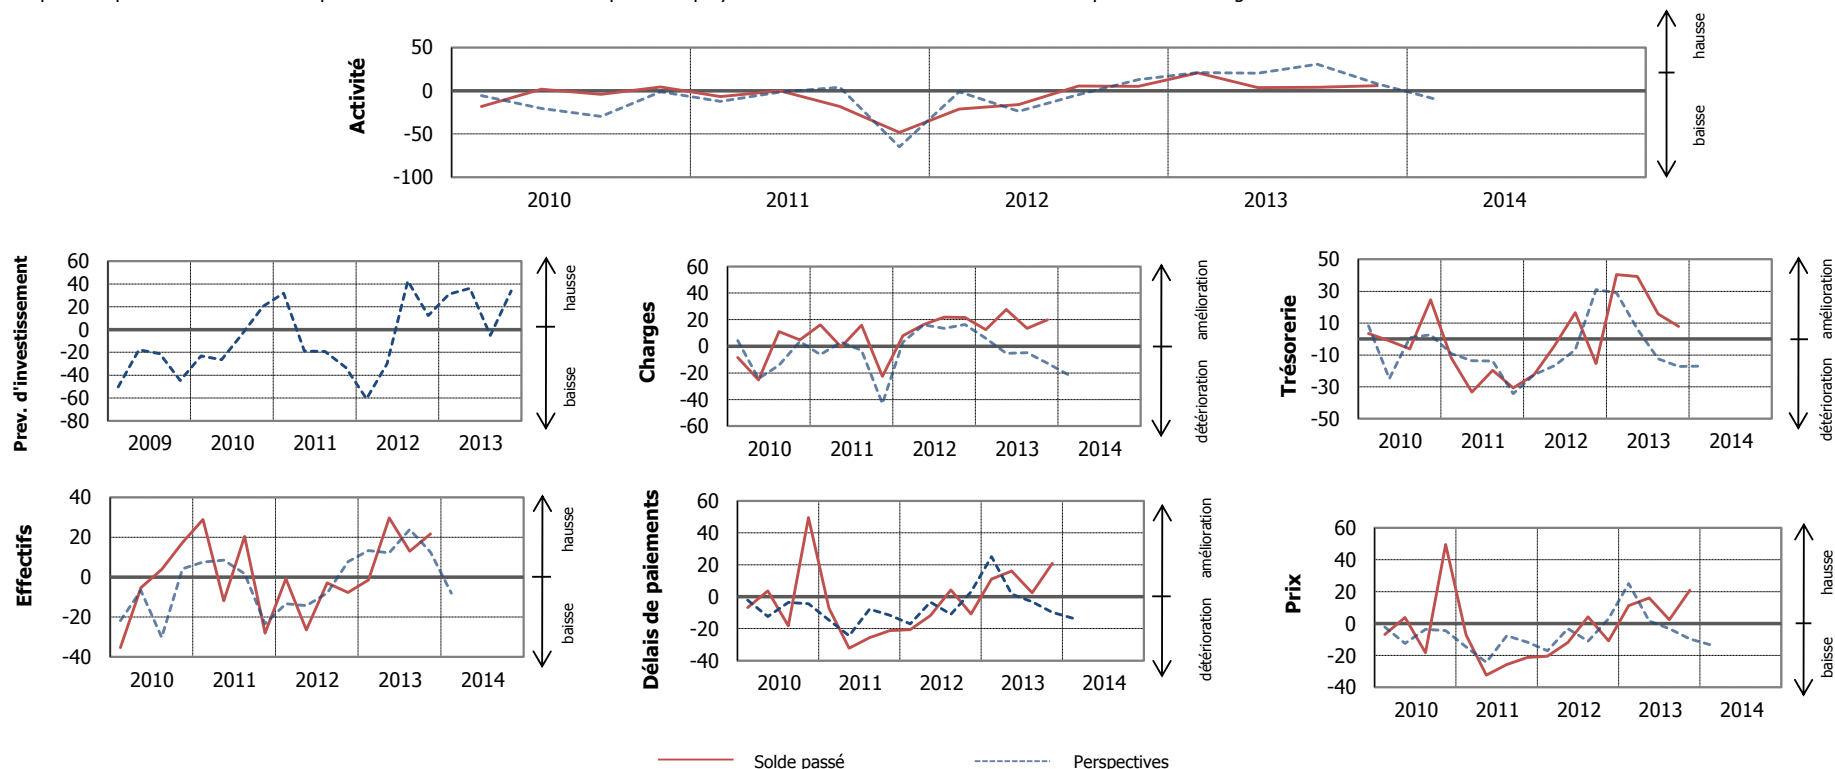 hausse
50
0
-50
-100
Activité
baisse
2010 2011 2012 2013 2014
Prev. d'investissement
60
40
20
0
-20
-40
-60
-80
hausse
baisse
2009 2010 2011 2012 2013
Charges
60
40
20
0
-20
-40
-60
amélioration
détérioration
2010 2011 2012 2013 2014
Trésorerie
50
30
10
-10
-30
-50
amélioration
détérioration
2010 2011 2012 2013 2014
Effectifs
40
20
0
-20
-40
hausse
baisse
2010 2011 2012 2013 2014
Délais de paiements
60
40
20
0
-20
-40
amélioration
détérioration
2010 2011 2012 2013 2014
Prix
60
40
20
0
-20
-40
hausse
baisse
2010 2011 2012 2013 2014
Solde passé Perspectives